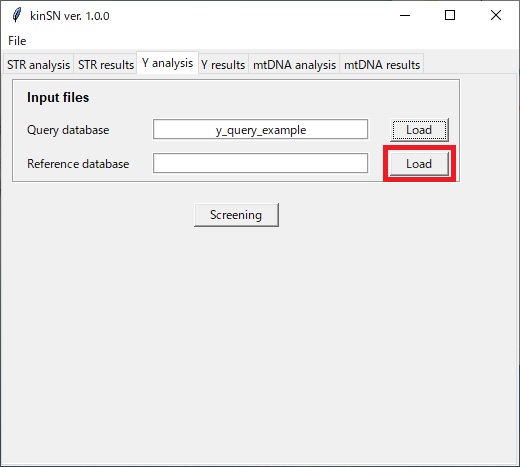 kinSN ver. 1.0.0
File
STR analysis STR results Y analysis Y results mtDNA analysis mtDNA results
Input files
Query database y_query_example Load
Reference database Load
Screening